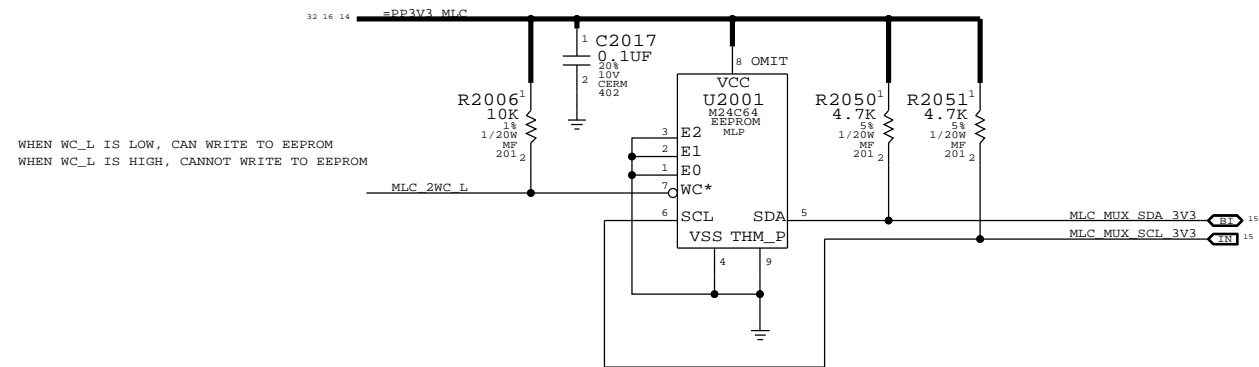 32 16 14 =PP3V3_MLC
1 C2017
0.1UF
20%
10V
CERM
402
2
8 OMIT
VCC
U2001
M24C64
EEPROM
MLP
R2006 1
10K
1%
1/20W
MF
201 2
R2050 1
4.7K
5%
1/20W
MF
201 2
R2051 1
4.7K
5%
1/20W
MF
201 2
WHEN WC_L IS LOW, CAN WRITE TO EEPROM
WHEN WC_L IS HIGH, CANNOT WRITE TO EEPROM
3 E2
2 E1
1 E0
MLC_2WC_L 7 WC*
6 SCL SDA 5
MLC_MUX_SDA_3V3 BI 15
MLC_MUX_SCL_3V3 IN 15
VSS THM_P
4 9